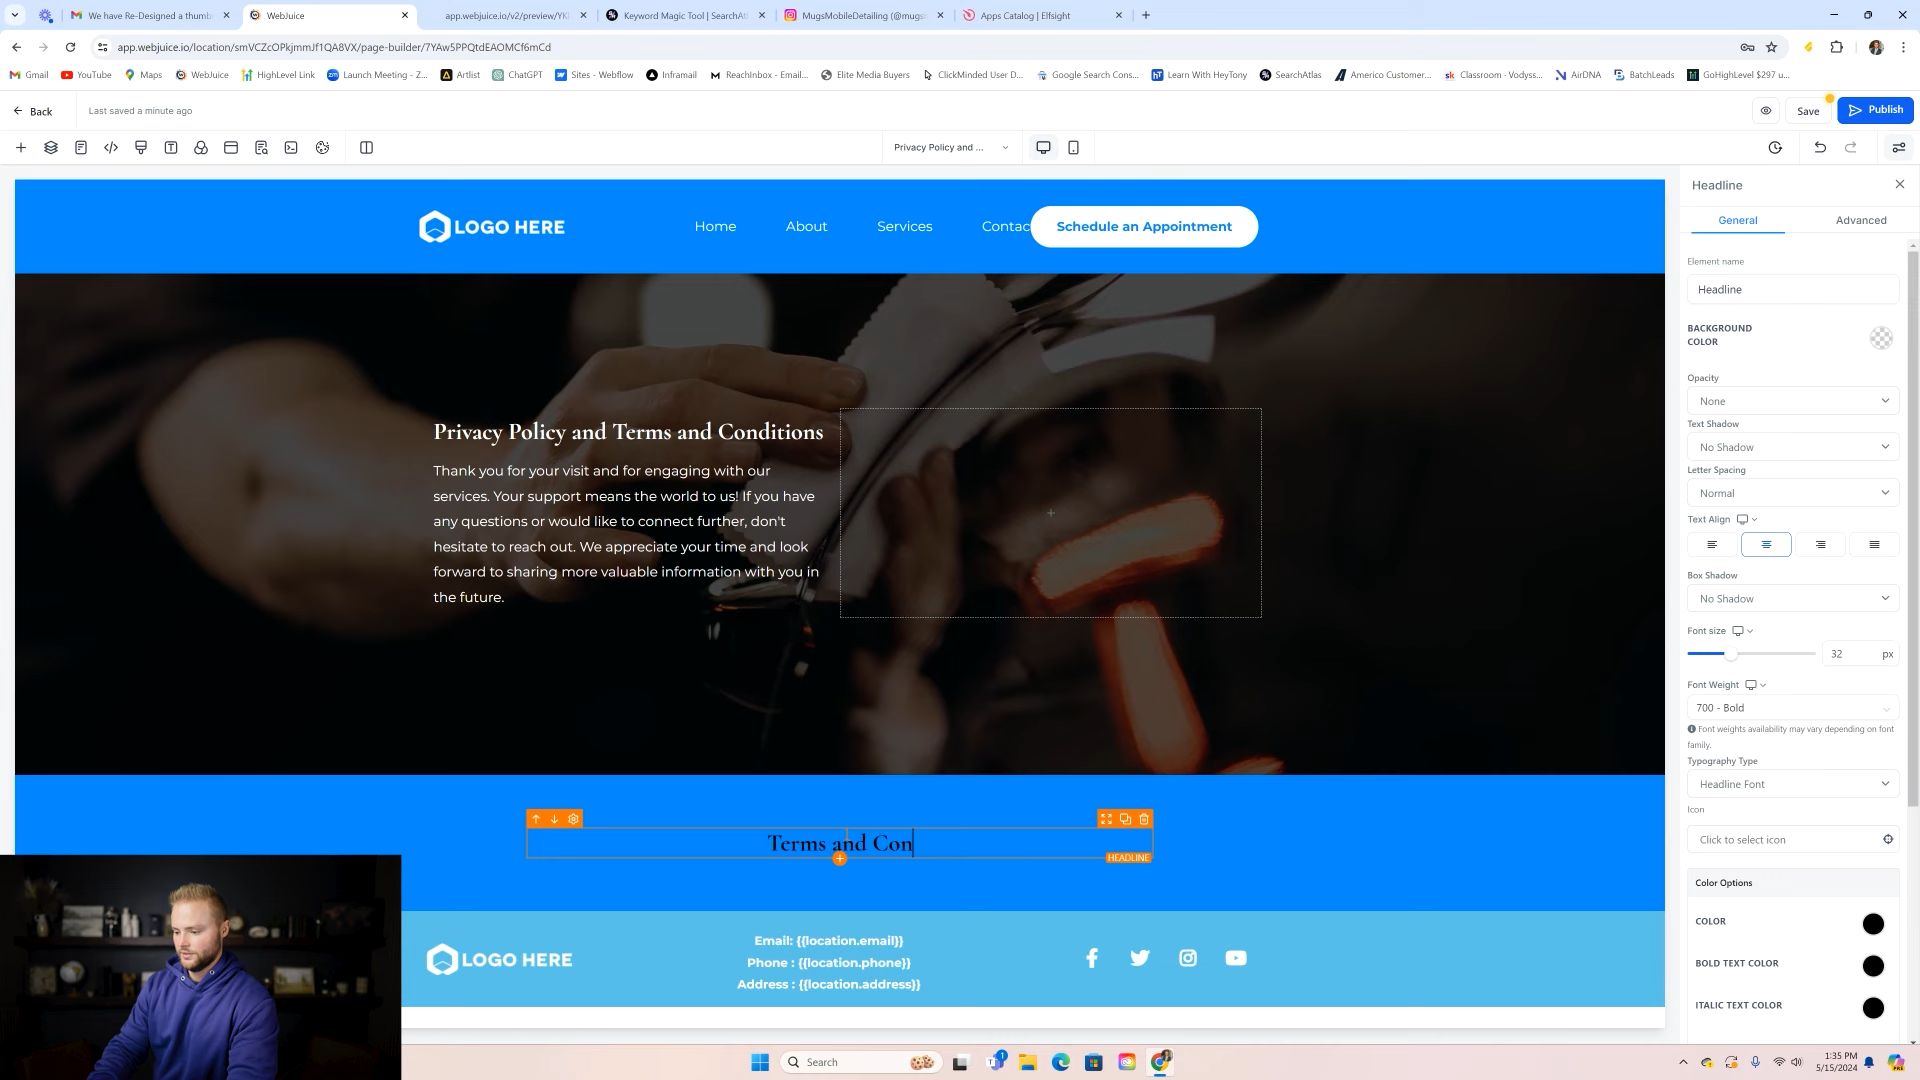 We have Re-Designed a thumb
WebJuice
app.webjuice.io/v2/preview/YK
Keyword Magic Tool | SearchAtl
MugsMobileDetailing (@mugs
Apps Catalog | Elfsight
app.webjuice.io/location/smVCZcOPkjmmJf1QA8VX/page-builder/7YAw5PPQtdEAOMCf6mCd
Gmail
YouTube
Maps
WebJuice
HighLevel Link
Launch Meeting - Z...
Artlist
ChatGPT
Sites - Webflow
Inframail
ReachInbox - Email...
Elite Media Buyers
ClickMinded User D...
Google Search Cons...
Learn With HeyTony
SearchAtlas
Americo Customer...
Classroom - Vodyss...
AirDNA
BatchLeads
GoHighLevel $297 u...
Back
Last saved a minute ago
Save
Publish
Privacy Policy and ...
LOGO HERE
Home
About
Services
Contac
Schedule an Appointment
Privacy Policy and Terms and Conditions
Thank you for your visit and for engaging with our
services. Your support means the world to us! If you have
any questions or would like to connect further, don't
hesitate to reach out. We appreciate your time and look
forward to sharing more valuable information with you in
the future.
Terms and Con
HEADLINE
LOGO HERE
Email: {{location.email}}
Phone : {{location.phone}}
Address : {{location.address}}
Headline
General
Advanced
Element name
Headline
BACKGROUND
COLOR
Opacity
None
Text Shadow
No Shadow
Letter Spacing
Normal
Text Align
Box Shadow
No Shadow
Font size
32
px
Font Weight
700 - Bold
Font weights availability may vary depending on font
family.
Typography Type
Headline Font
Icon
Click to select icon
Color Options
COLOR
BOLD TEXT COLOR
ITALIC TEXT COLOR
Search
1
1:35 PM
5/15/2024